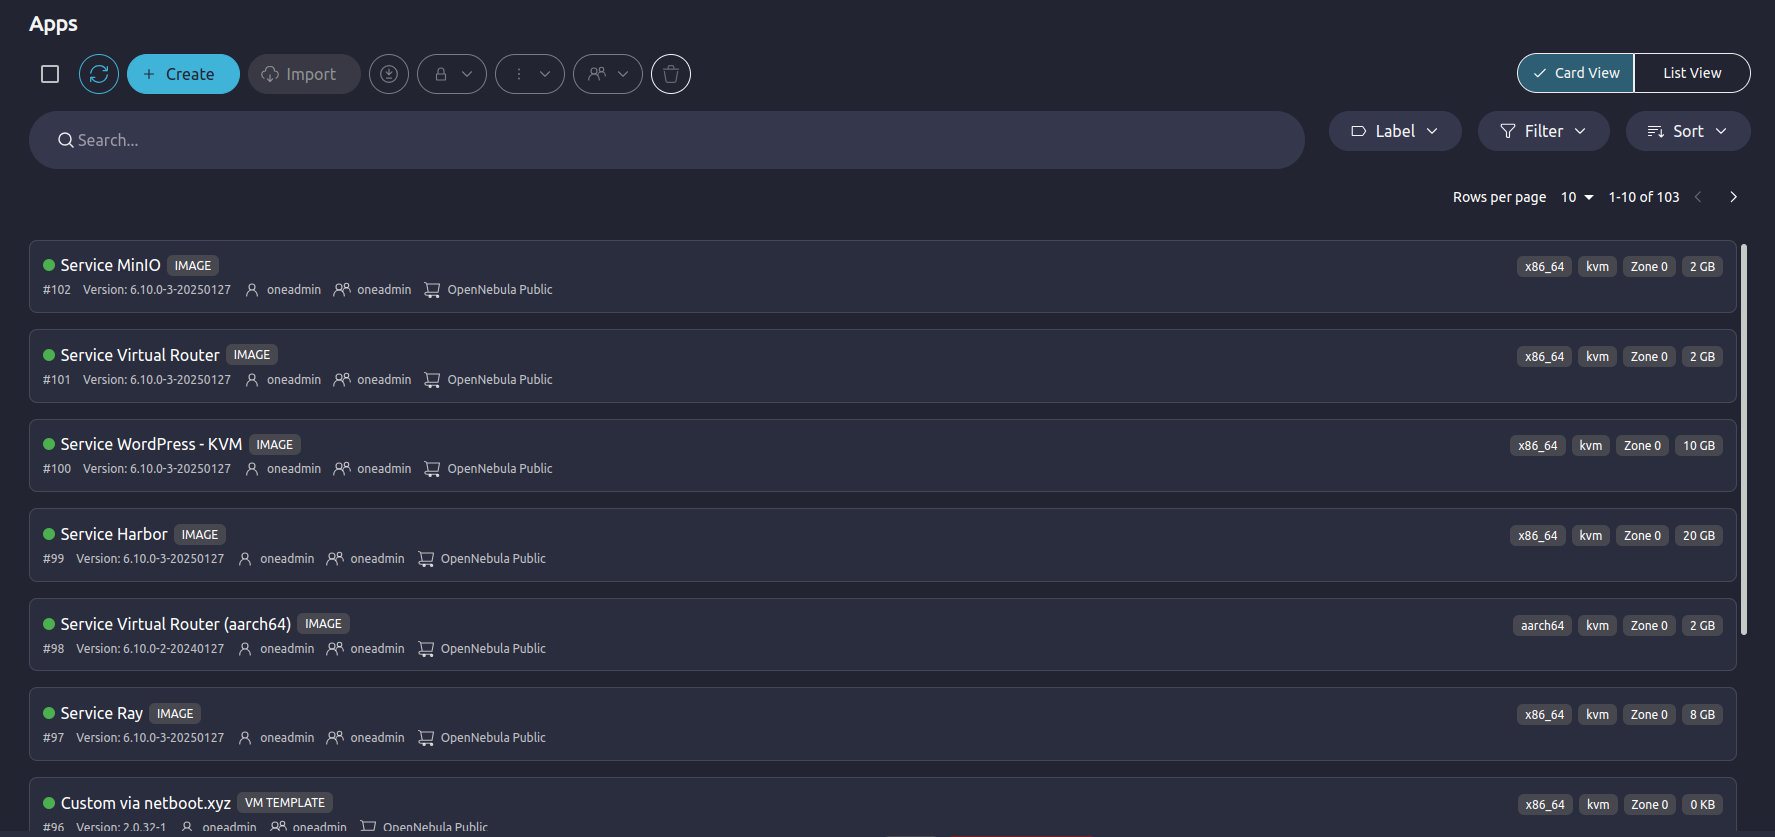 Apps
Create
Import
Card View
List View
Search...
Label
Filter
Sort
Rows per page 10 1-10 of 103
Service MinIO IMAGE x86_64 kvm Zone 0 2 GB
#102 Version: 6.10.0-3-20250127 oneadmin oneadmin OpenNebula Public
Service Virtual Router IMAGE x86_64 kvm Zone 0 2 GB
#101 Version: 6.10.0-3-20250127 oneadmin oneadmin OpenNebula Public
Service WordPress - KVM IMAGE x86_64 kvm Zone 0 10 GB
#100 Version: 6.10.0-3-20250127 oneadmin oneadmin OpenNebula Public
Service Harbor IMAGE x86_64 kvm Zone 0 20 GB
#99 Version: 6.10.0-3-20250127 oneadmin oneadmin OpenNebula Public
Service Virtual Router (aarch64) IMAGE aarch64 kvm Zone 0 2 GB
#98 Version: 6.10.0-2-20240127 oneadmin oneadmin OpenNebula Public
Service Ray IMAGE x86_64 kvm Zone 0 8 GB
#97 Version: 6.10.0-3-20250127 oneadmin oneadmin OpenNebula Public
Custom via netboot.xyz VM TEMPLATE x86_64 kvm Zone 0 0 KB
#96 Version: 2.0.32-1 oneadmin oneadmin OpenNebula Public